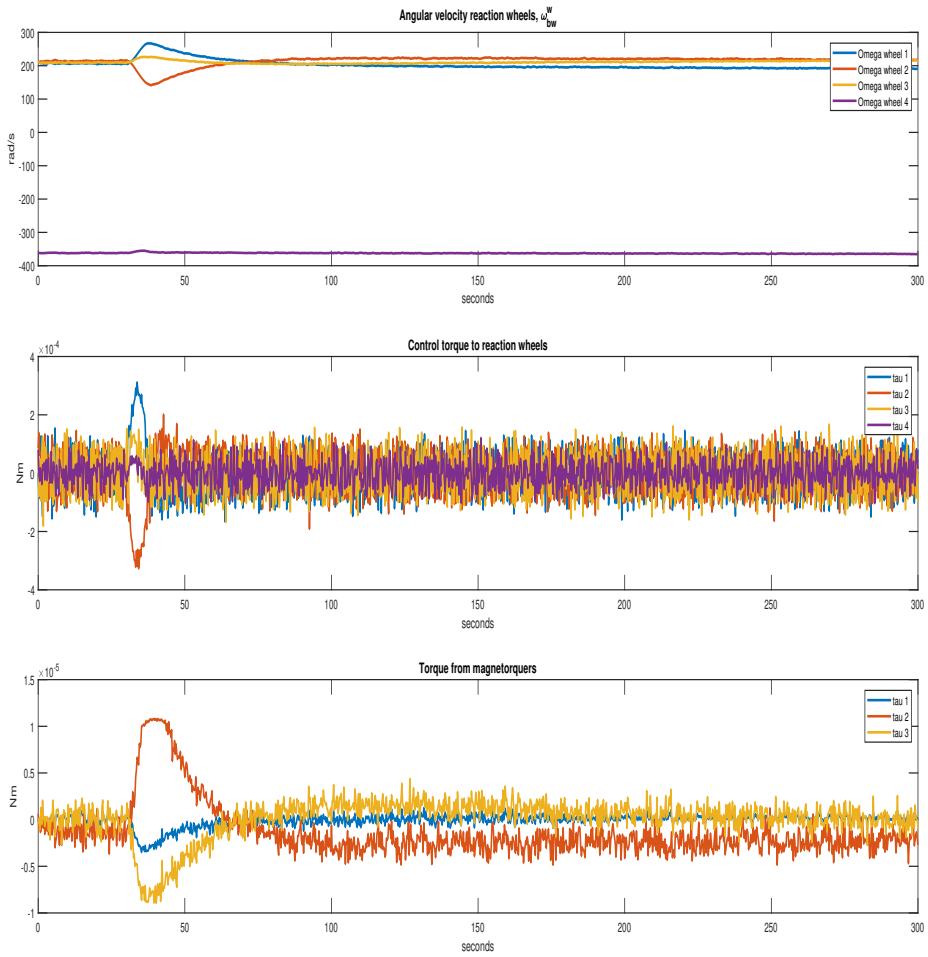 Angular velocity reaction wheels, ω^w_bw
300
200
100
0
-100
-200
-300
-400
rad/s
0 50 100 150 200 250 300
seconds
Omega wheel 1
Omega wheel 2
Omega wheel 3
Omega wheel 4
Control torque to reaction wheels
×10^-4
4
2
0
-2
-4
Nm
0 50 100 150 200 250 300
seconds
tau 1
tau 2
tau 3
tau 4
Torque from magnetorquers
×10^-5
1.5
1
0.5
0
-0.5
-1
Nm
0 50 100 150 200 250 300
seconds
tau 1
tau 2
tau 3